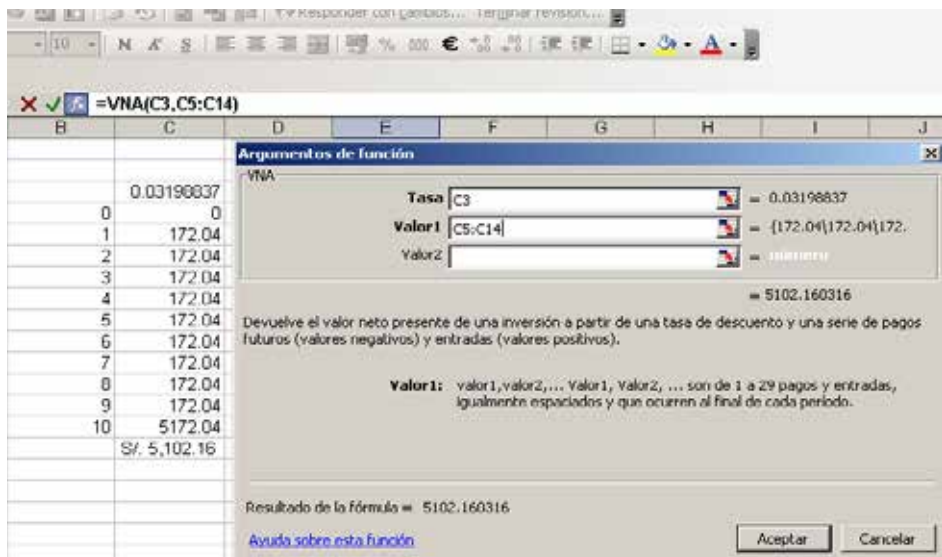 Responder con cambios... Terminar revisión...
10 N K S % 000 € A
=VNA(C3,C5:C14)
B C D E F G H I J
Argumentos de función
VNA
0.03198837
Tasa C3 = 0.03198837
0 0
Valor1 C5:C14 = {172.04\172.04\172.
1 172.04
Valor2 = número
2 172.04
3 172.04
4 172.04
= 5102.160316
5 172.04
Devuelve el valor neto presente de una inversión a partir de una tasa de descuento y una serie de pagos
6 172.04
futuros (valores negativos) y entradas (valores positivos).
7 172.04
8 172.04
Valor1: valor1,valor2,... Valor1, Valor2, ... son de 1 a 29 pagos y entradas,
9 172.04
igualmente espaciados y que ocurren al final de cada período.
10 5172.04
S/. 5,102.16
Resultado de la fórmula = 5102.160316
Ayuda sobre esta función
Aceptar Cancelar